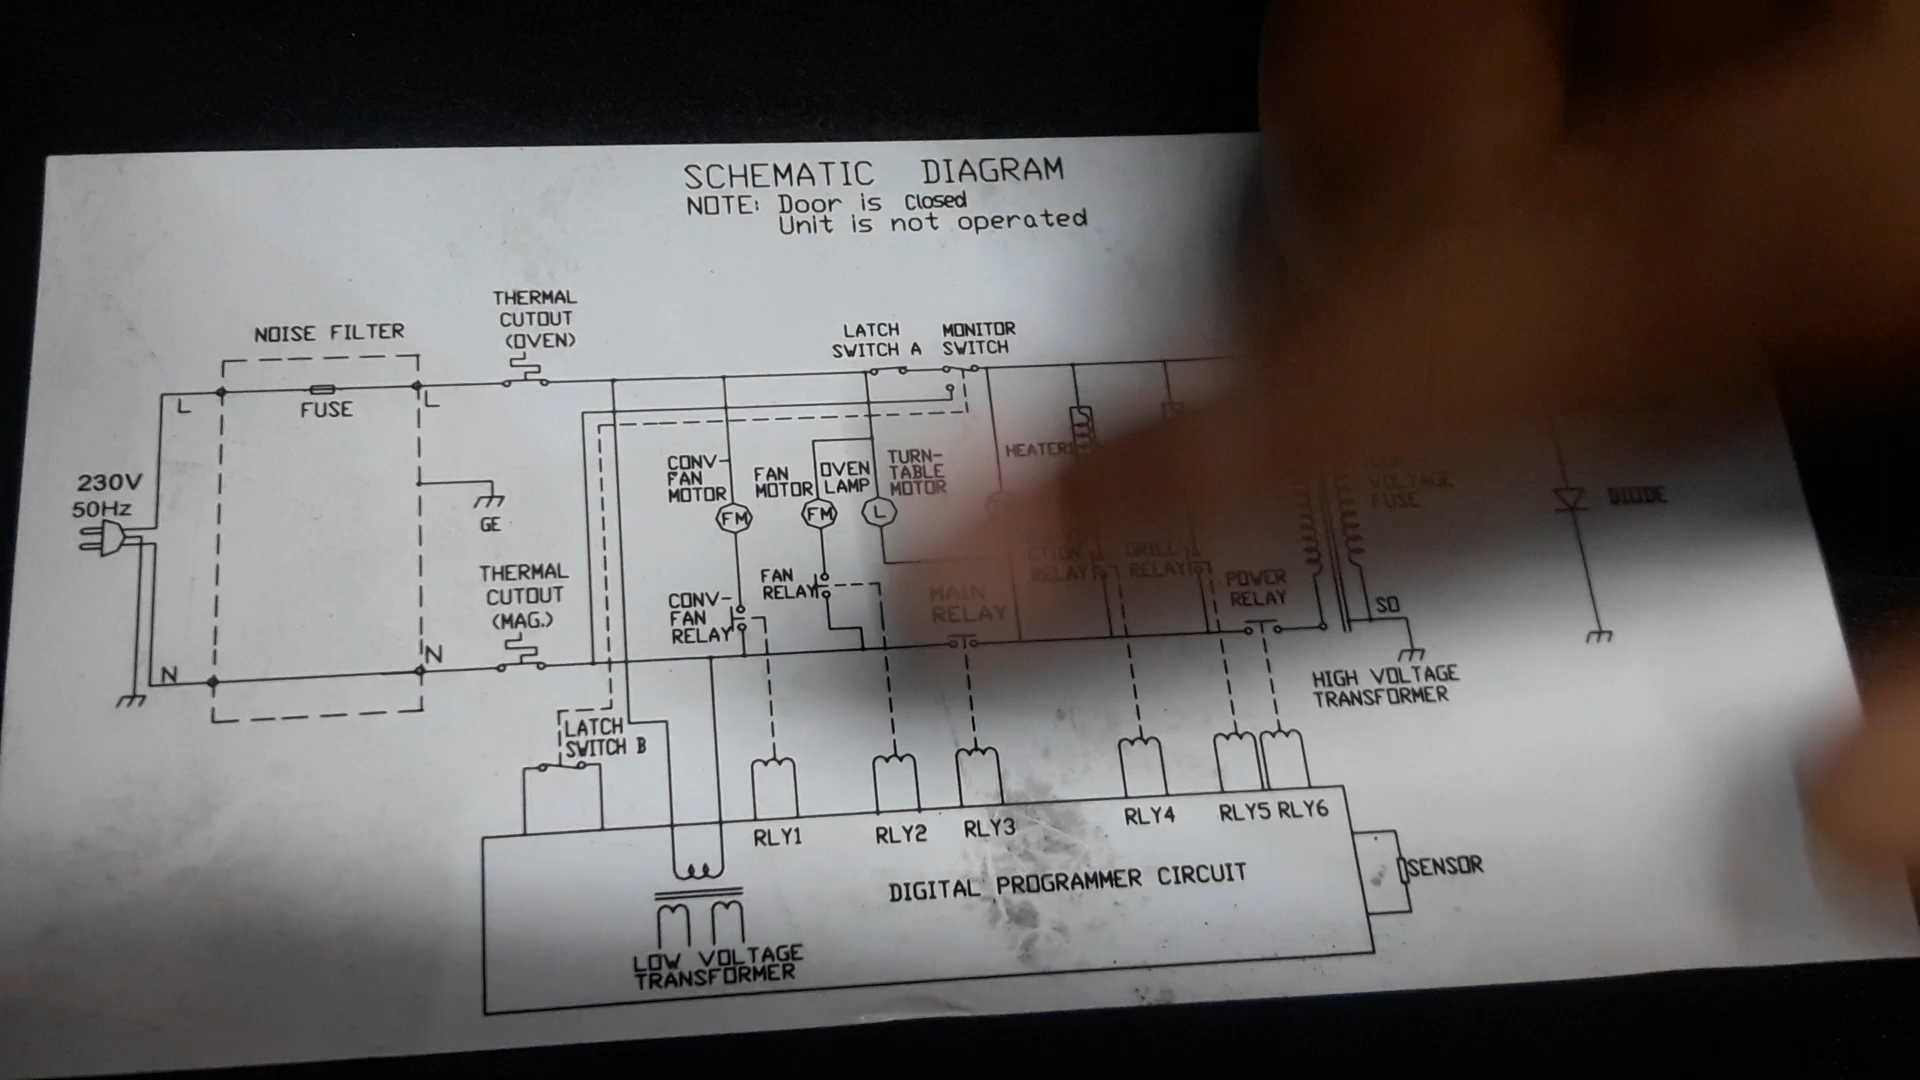 SCHEMATIC DIAGRAM
NOTE: Door is Closed
Unit is not operated
THERMAL
CUTOUT
(OVEN)
NOISE FILTER
LATCH
SWITCH A
MONITOR
SWITCH
L
FUSE
L
230V
50Hz
GE
CONV-
FAN
MOTOR
FM
FAN
MOTOR
FM
OVEN
LAMP
L
TURN-
TABLE
MOTOR
HEATER
VOLTAGE
FUSE
DIODE
THERMAL
CUTOUT
(MAG.)
CONV-
FAN
RELAY
FAN
RELAY
MAIN
RELAY
RELAY
GRILL
RELAY
POWER
RELAY
SD
N
N
HIGH VOLTAGE
TRANSFORMER
LATCH
SWITCH B
RLY1
RLY2
RLY3
RLY4
RLY5
RLY6
DIGITAL PROGRAMMER CIRCUIT
SENSOR
LOW VOLTAGE
TRANSFORMER